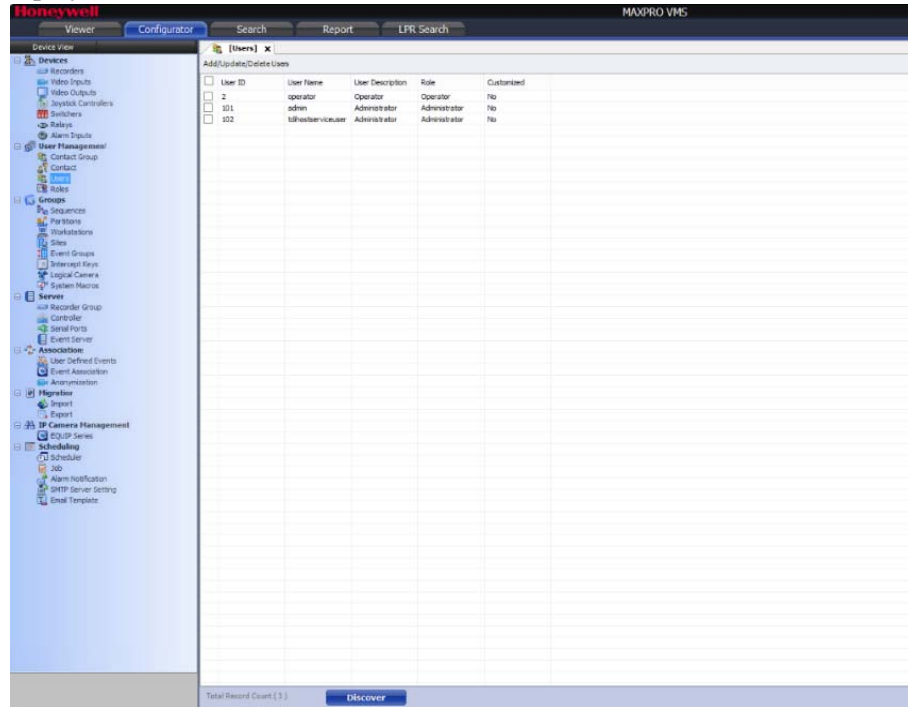 Honeywell
MAXPRO VMS
Viewer Configurator Search Report LPR Search
Device View
Devices
Recorders
Video Inputs
Video Outputs
Joystick Controllers
Switchers
Relays
Alarm Inputs
User Management
Contact Group
Contact
Users
Roles
Groups
Sequences
Partitions
Workstations
Sites
Event Groups
Intercept Keys
Logical Camera
System Macros
Server
Recorder Group
Controller
Serial Ports
Event Server
Association
User Defined Events
Event Association
Anonymization
Migration
Import
Export
IP Camera Management
EQUIP Series
Scheduling
Scheduler
Job
Alarm Notification
SMTP Server Setting
Email Template
[Users] x
Add/Update/Delete Users
User ID User Name User Description Role Customized
2 operator Operator Operator No
101 admin Administrator Administrator No
102 tdihostserviceuser Administrator Administrator No
Total Record Count ( 3 ) Discover